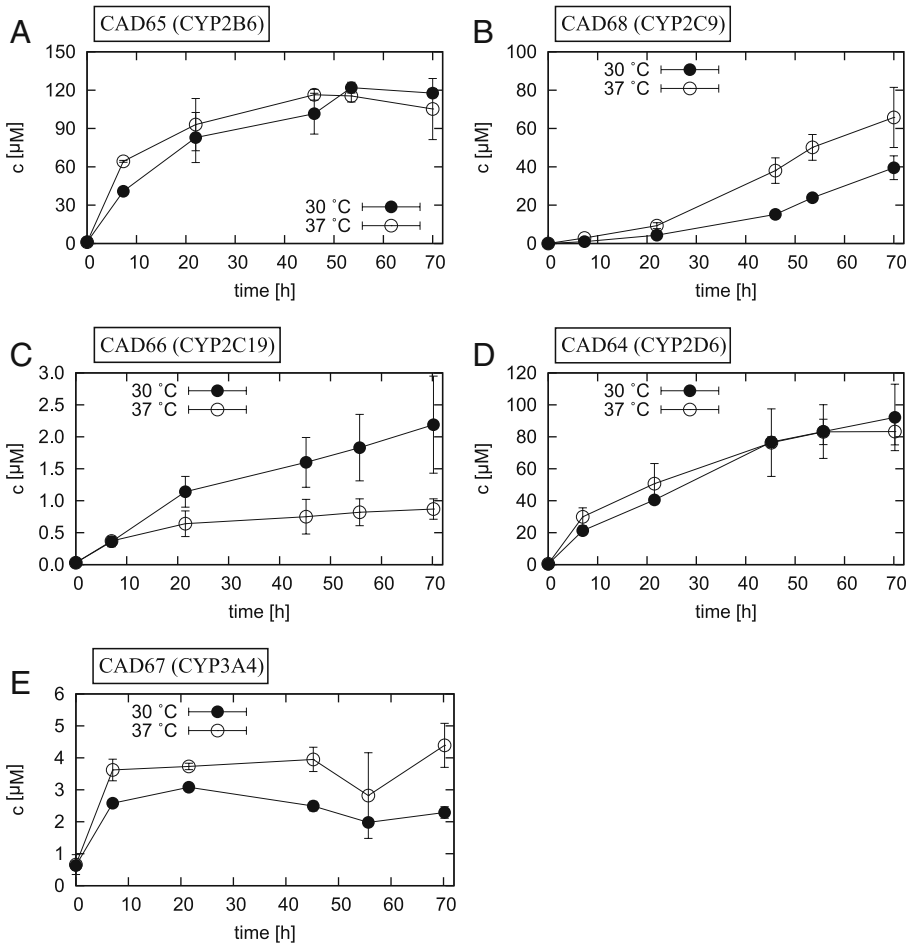 A
CAD65 (CYP2B6)
150
120
90
60
30
0
c [µM]
30 °C
37 °C
0 10 20 30 40 50 60 70
time [h]
B
CAD68 (CYP2C9)
100
80
60
40
20
0
c [µM]
30 °C
37 °C
0 10 20 30 40 50 60 70
time [h]
C
CAD66 (CYP2C19)
3.0
2.5
2.0
1.5
1.0
0.5
0.0
c [µM]
30 °C
37 °C
0 10 20 30 40 50 60 70
time [h]
D
CAD64 (CYP2D6)
120
100
80
60
40
20
0
c [µM]
30 °C
37 °C
0 10 20 30 40 50 60 70
time [h]
E
CAD67 (CYP3A4)
6
5
4
3
2
1
0
c [µM]
30 °C
37 °C
0 10 20 30 40 50 60 70
time [h]